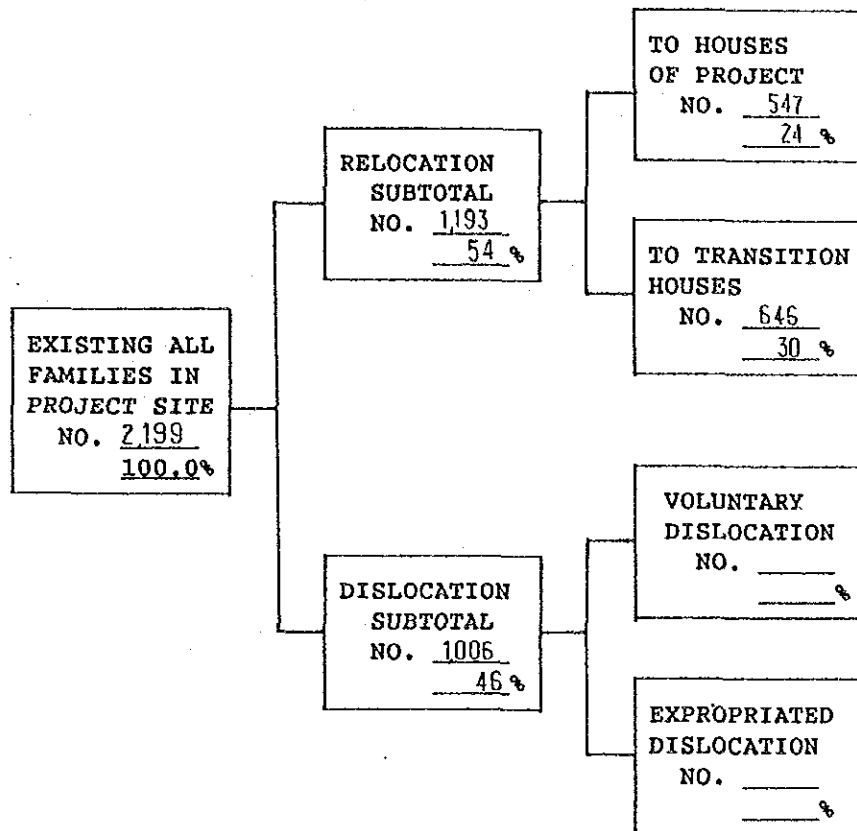 EXISTING ALL
FAMILIES IN
PROJECT SITE
NO. 2,199
100.0%
RELOCATION
SUBTOTAL
NO. 1,193
54 %
TO HOUSES
OF PROJECT
NO. 547
24 %
TO TRANSITION
HOUSES
NO. 646
30 %
DISLOCATION
SUBTOTAL
NO. 1006
46 %
VOLUNTARY
DISLOCATION
NO.
%
EXPROPRIATED
DISLOCATION
NO.
%